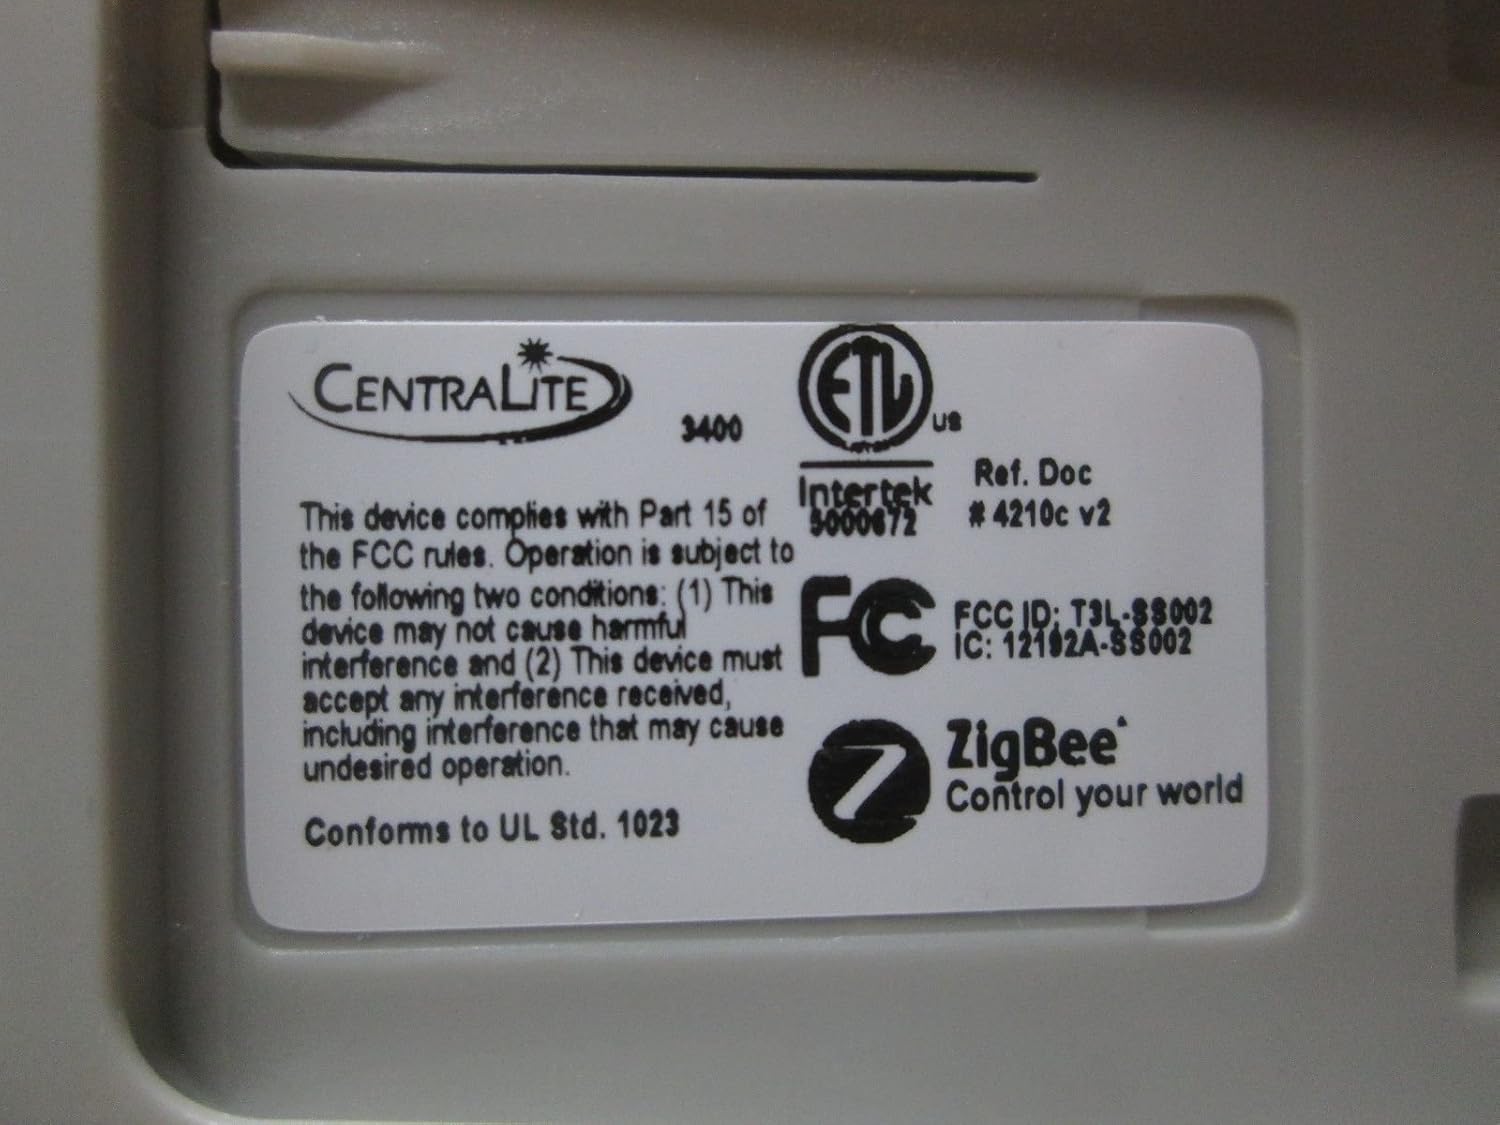 CENTRALITE
3400
This device complies with Part 15 of
the FCC rules. Operation is subject to
the following two conditions: (1) This
device may not cause harmful
interference and (2) This device must
accept any interference received,
including interference that may cause
undesired operation.
Conforms to UL Std. 1023
ETL
US
Intertek
Ref. Doc
# 4210c v2
FC
FCC ID: T3L-SS002
IC: 12192A-SS002
ZigBee
Control your world